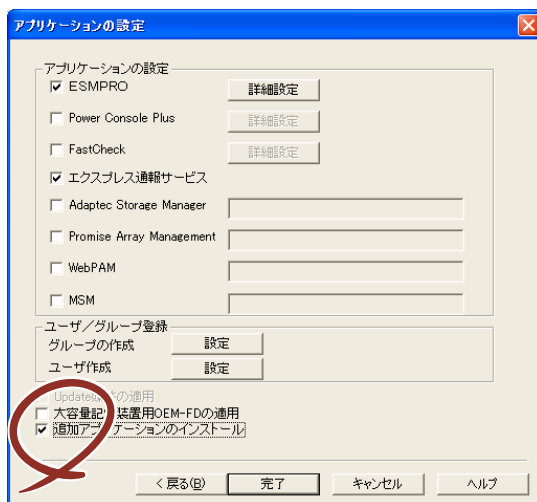 アプリケーションの設定
アプリケーションの設定
ESMPRO 詳細設定
Power Console Plus 詳細設定
FastCheck 詳細設定
エクスプレス通報サービス
Adaptec Storage Manager
Promise Array Management
WebPAM
MSM
ユーザ／グループ登録
グループの作成 設定
ユーザ作成 設定
Update の適用
大容量記憶装置用OEM-FDの適用
追加アプリケーションのインストール
< 戻る(B) 完了 キャンセル ヘルプ